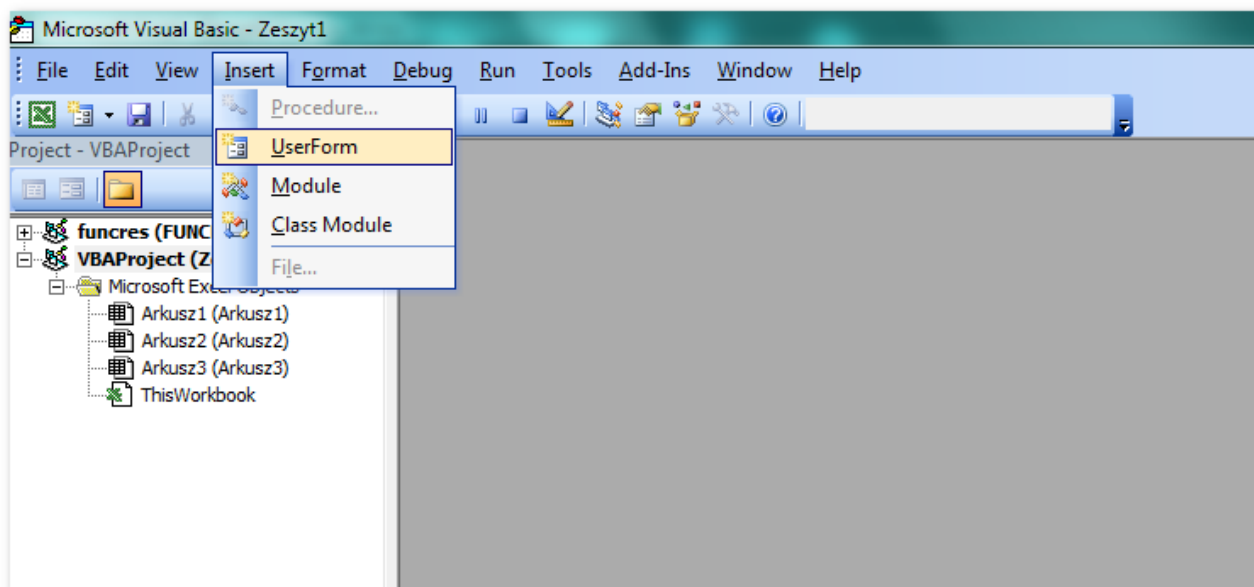 Microsoft Visual Basic - Zeszyt1
File Edit View Insert Format Debug Run Tools Add-Ins Window Help
Procedure...
Project - VBAProject
UserForm
Module
Class Module
funcres (FUNC
VBAProject (Z
File...
Microsoft Excel Objects
Arkusz1 (Arkusz1)
Arkusz2 (Arkusz2)
Arkusz3 (Arkusz3)
ThisWorkbook